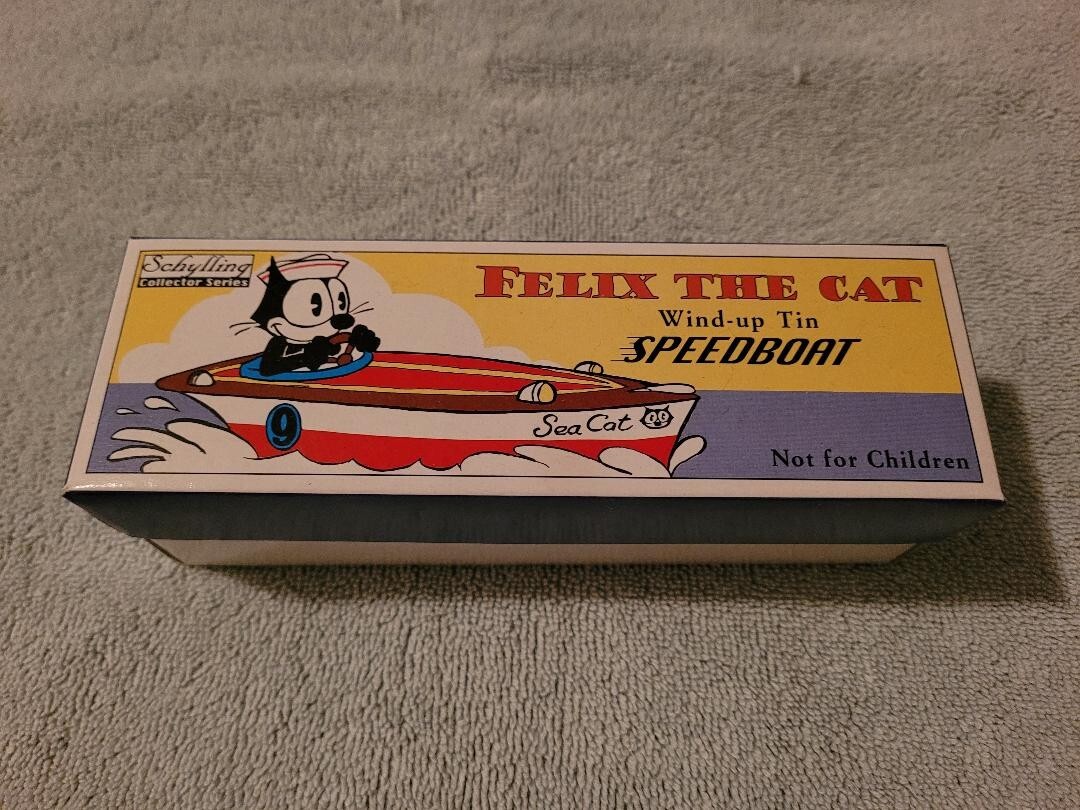 Schylling
Collector Series
FELIX THE CAT
Wind-up Tin
SPEEDBOAT
9
Sea Cat
Not for Children